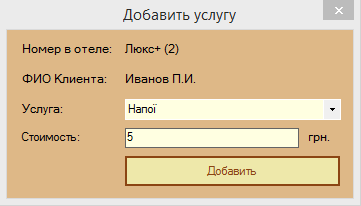 Добавить услугу
Номер в отеле: Люкс+ (2)
ФИО Клиента: Иванов П.И.
Услуга: Напої
Стоимость: 5 грн.
Добавить